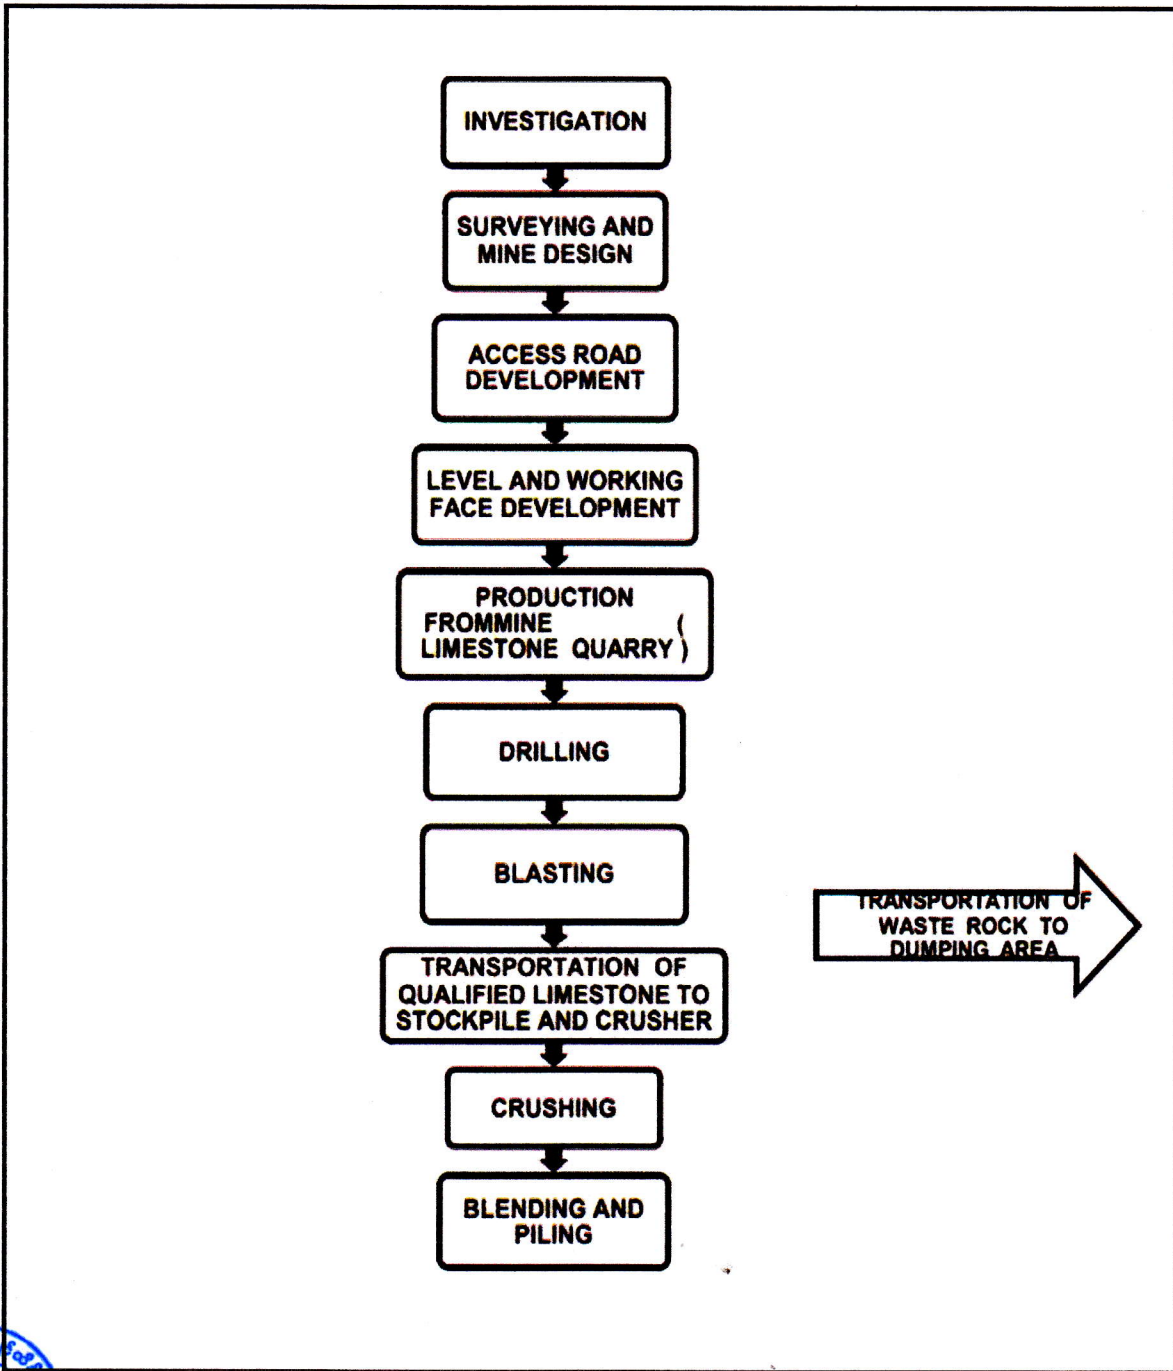 INVESTIGATION
SURVEYING AND
MINE DESIGN
ACCESS ROAD
DEVELOPMENT
LEVEL AND WORKING
FACE DEVELOPMENT
PRODUCTION
FROMMINE (
LIMESTONE QUARRY )
DRILLING
BLASTING
TRANSPORTATION OF
WASTE ROCK TO
DUMPING AREA
TRANSPORTATION OF
QUALIFIED LIMESTONE TO
STOCKPILE AND CRUSHER
CRUSHING
BLENDING AND
PILING